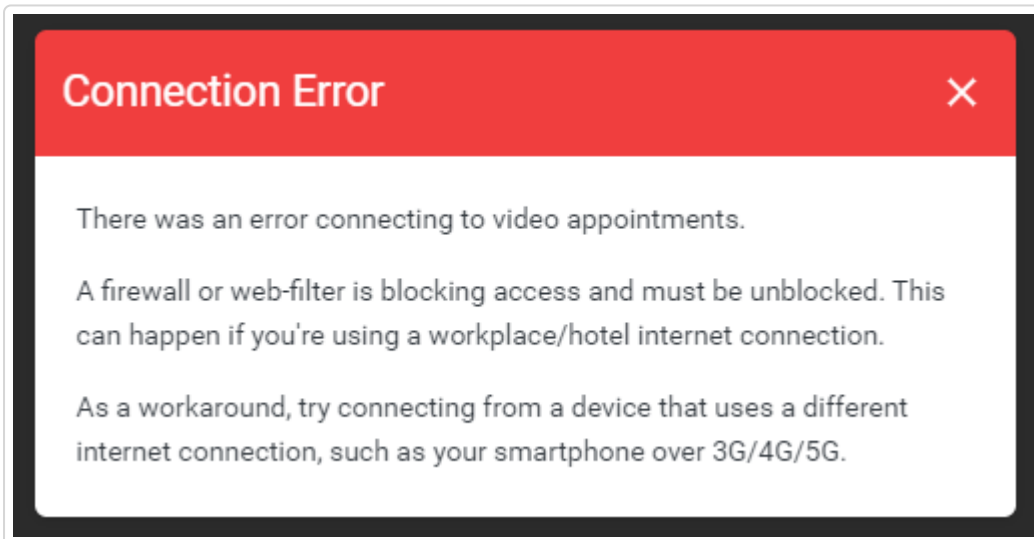 Connection Error
There was an error connecting to video appointments.
A firewall or web-filter is blocking access and must be unblocked. This
can happen if you're using a workplace/hotel internet connection.
As a workaround, try connecting from a device that uses a different
internet connection, such as your smartphone over 3G/4G/5G.